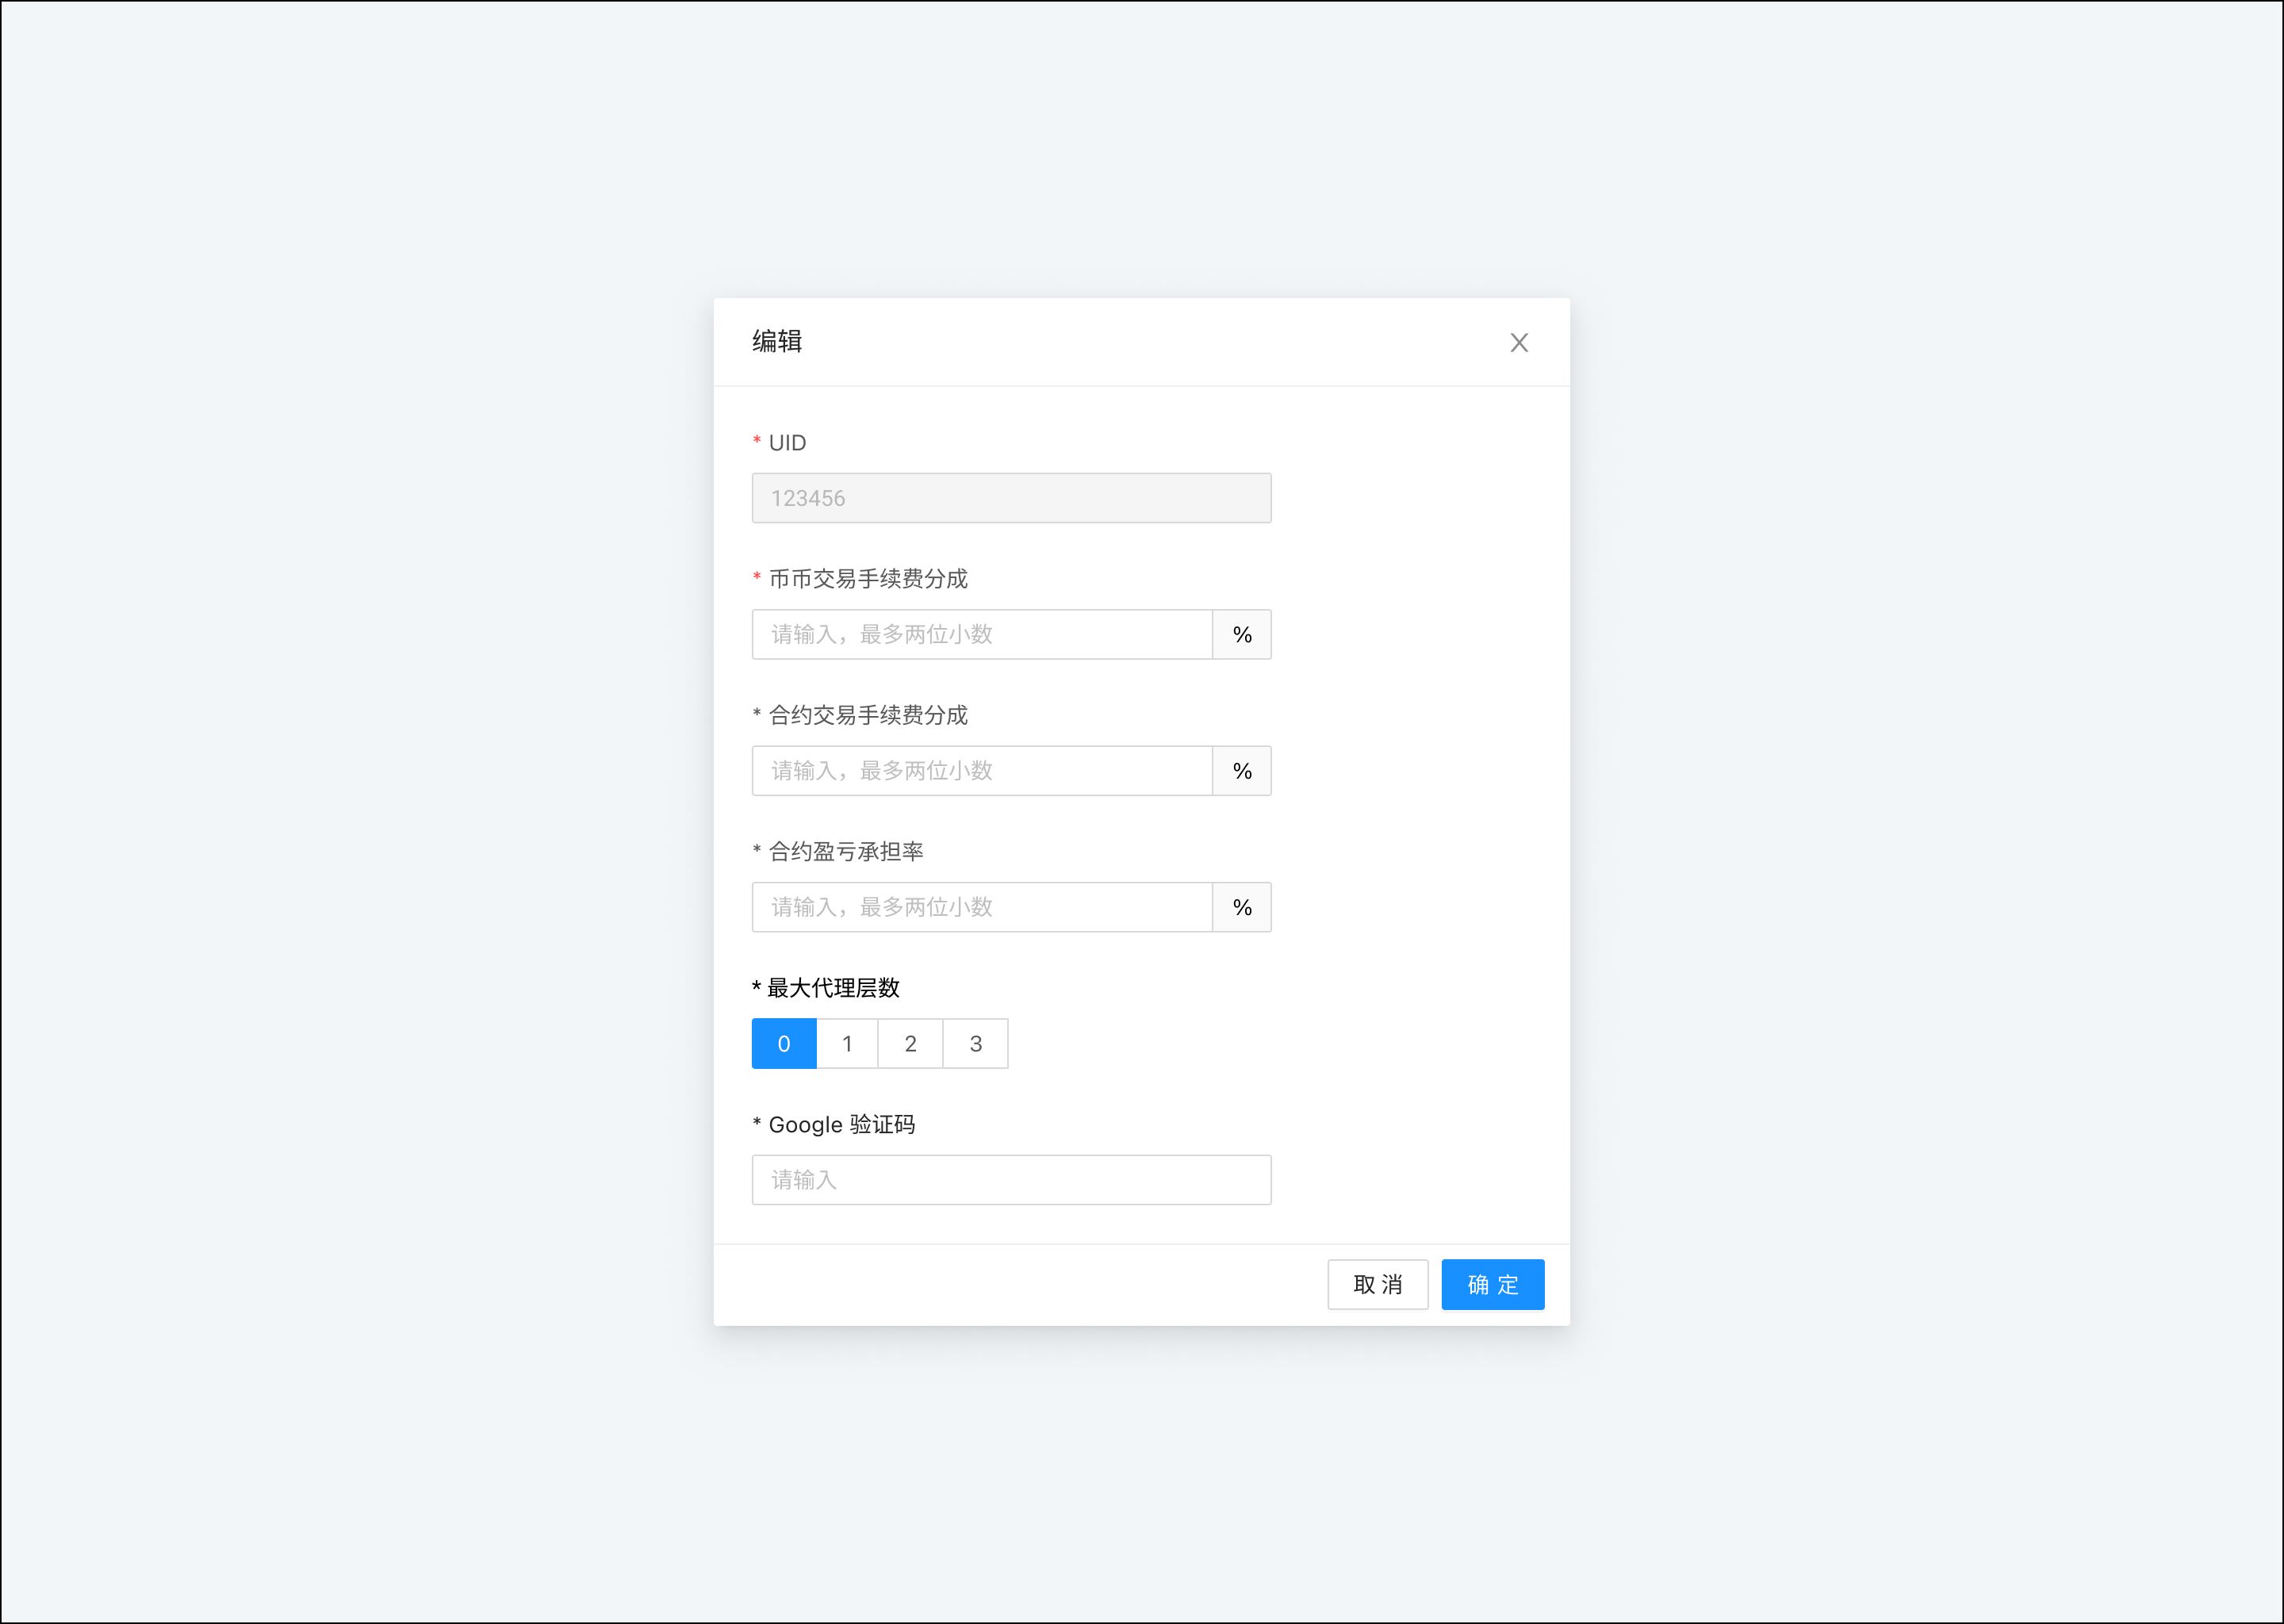 编辑
* UID
123456
* 币币交易手续费分成
请输入，最多两位小数 %
* 合约交易手续费分成
请输入，最多两位小数 %
* 合约盈亏承担率
请输入，最多两位小数 %
* 最大代理层数
0 1 2 3
* Google 验证码
请输入
取 消 确 定